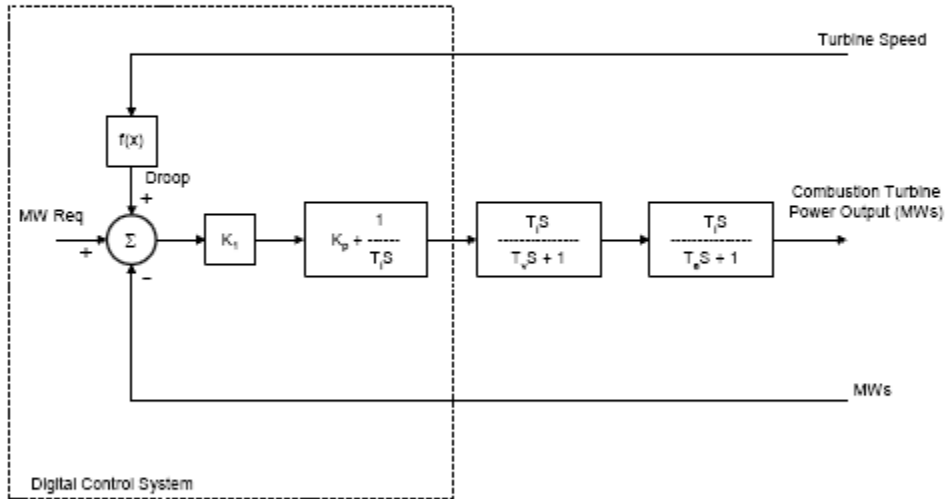 Turbine Speed
f(x)
Droop
+
MW Req
+
Σ
−
K₁
Kₚ + 1
TᵢS
TᵢS
TᵥS + 1
TᵢS
TₑS + 1
Combustion Turbine
Power Output (MWs)
MWs
Digital Control System